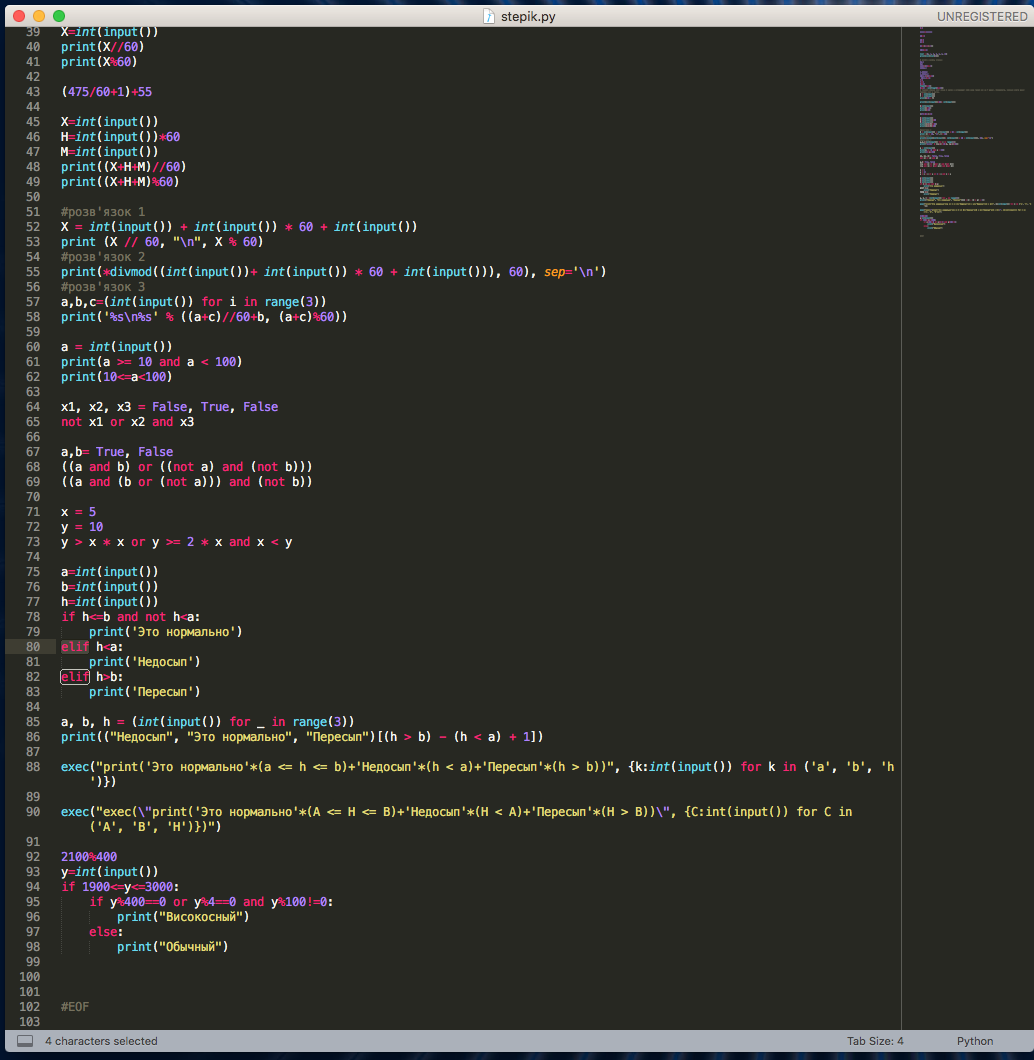 stepik.py
UNREGISTERED
39 X=int(input())
40 print(X//60)
41 print(X%60)
42
43 (475/60+1)+55
44
45 X=int(input())
46 H=int(input())*60
47 M=int(input())
48 print((X+H+M)//60)
49 print((X+H+M)%60)
50
51 #розв'язок 1
52 X = int(input()) + int(input()) * 60 + int(input())
53 print (X // 60, "\n", X % 60)
54 #розв'язок 2
55 print(*divmod((int(input())+ int(input()) * 60 + int(input())), 60), sep='\n')
56 #розв'язок 3
57 a,b,c=(int(input()) for i in range(3))
58 print('%s\n%s' % ((a+c)//60+b, (a+c)%60))
59
60 a = int(input())
61 print(a >= 10 and a < 100)
62 print(10<=a<100)
63
64 x1, x2, x3 = False, True, False
65 not x1 or x2 and x3
66
67 a,b= True, False
68 ((a and b) or ((not a) and (not b)))
69 ((a and (b or (not a))) and (not b))
70
71 x = 5
72 y = 10
73 y > x * x or y >= 2 * x and x < y
74
75 a=int(input())
76 b=int(input())
77 h=int(input())
78 if h<=b and not h<a:
79     print('Это нормально')
80 elif h<a:
81     print('Недосып')
82 elif h>b:
83     print('Пересып')
84
85 a, b, h = (int(input()) for _ in range(3))
86 print(("Недосып", "Это нормально", "Пересып")[(h > b) - (h < a) + 1])
87
88 exec("print('Это нормально'*(a <= h <= b)+'Недосып'*(h < a)+'Пересып'*(h > b))", {k:int(input()) for k in ('a', 'b', 'h
')})
89
90 exec("exec(\"print('Это нормально'*(A <= H <= B)+'Недосып'*(H < A)+'Пересып'*(H > B))\", {C:int(input()) for C in
('A', 'B', 'H')})")
91
92 2100%400
93 y=int(input())
94 if 1900<=y<=3000:
95     if y%400==0 or y%4==0 and y%100!=0:
96         print("Високосный")
97     else:
98         print("Обычный")
99
100
101
102 #EOF
103
4 characters selected
Tab Size: 4
Python